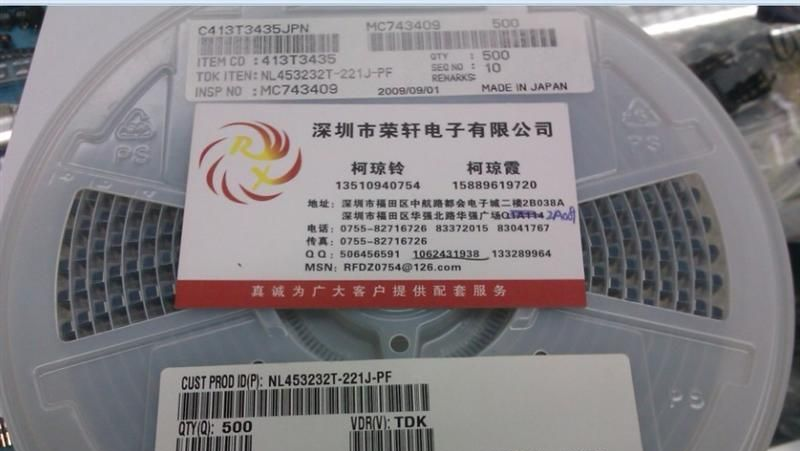 C413T3435JPN MC743409 500
ITEM CD : 413T3435 QTY : 500
TDK ITEN: NL453232T-221J-PF SEQ NO : 10
REMARKS:
INSP NO : MC743409 2009/09/01 MADE IN JAPAN
PS PS
RX
深圳市荣轩电子有限公司
柯琼铃 柯琼霞
13510940754 15889619720
地址: 深圳市福田区中航路都会电子城二楼2B038A
深圳市福田区华强北路华强广场 2A081
电话: 0755-82716726 83372015 83041767
传真: 0755-82716726
QQ: 506456591 1062431938 133289964
MSN: RFDZ0754@126.com
真诚为广大客户提供配套服务
CUST PROD ID(P): NL453232T-221J-PF
QTY(Q): 500 VDR(V): TDK
PS